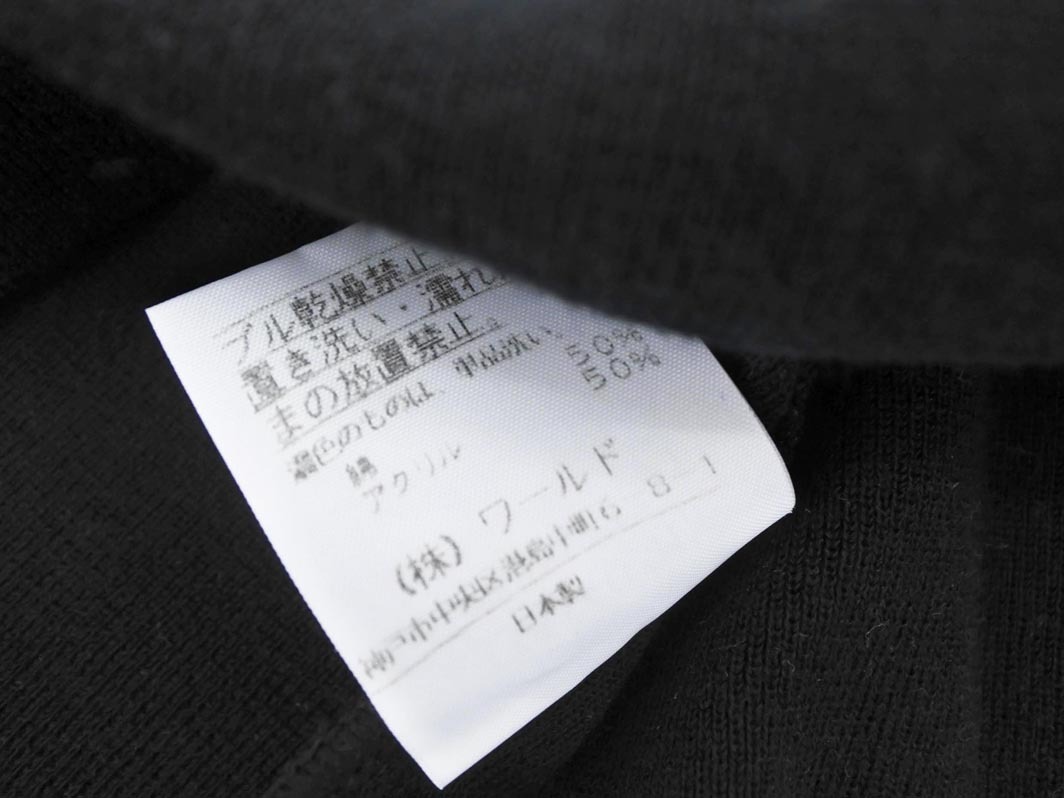 ブル乾燥禁止
置き洗い・濡れ
まの放置禁止。
濃色のものは、単品洗い、
綿 50%
アクリル 50%
(株) ワールド
神戸市中央区港島中町6 8-1
日本製